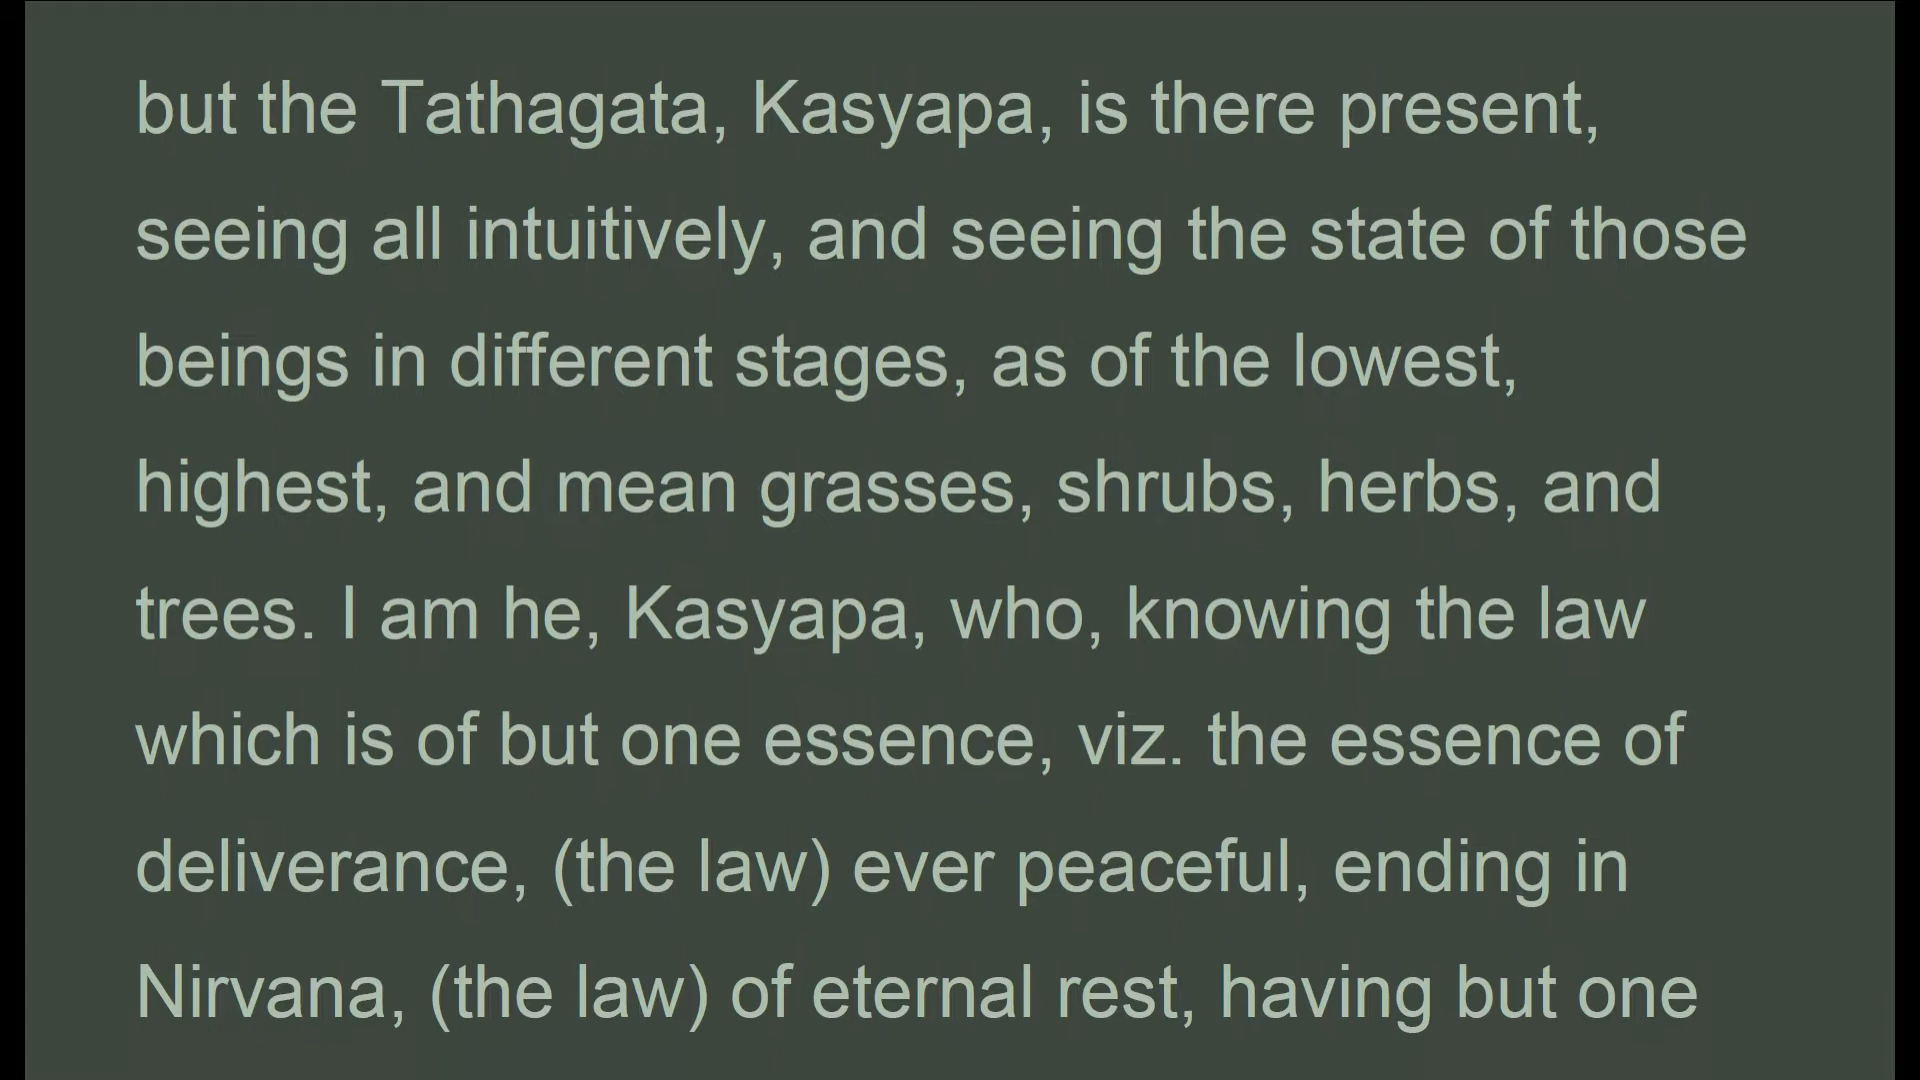 but the Tathagata, Kasyapa, is there present,
seeing all intuitively, and seeing the state of those
beings in different stages, as of the lowest,
highest, and mean grasses, shrubs, herbs, and
trees. I am he, Kasyapa, who, knowing the law
which is of but one essence, viz. the essence of
deliverance, (the law) ever peaceful, ending in
Nirvana, (the law) of eternal rest, having but one